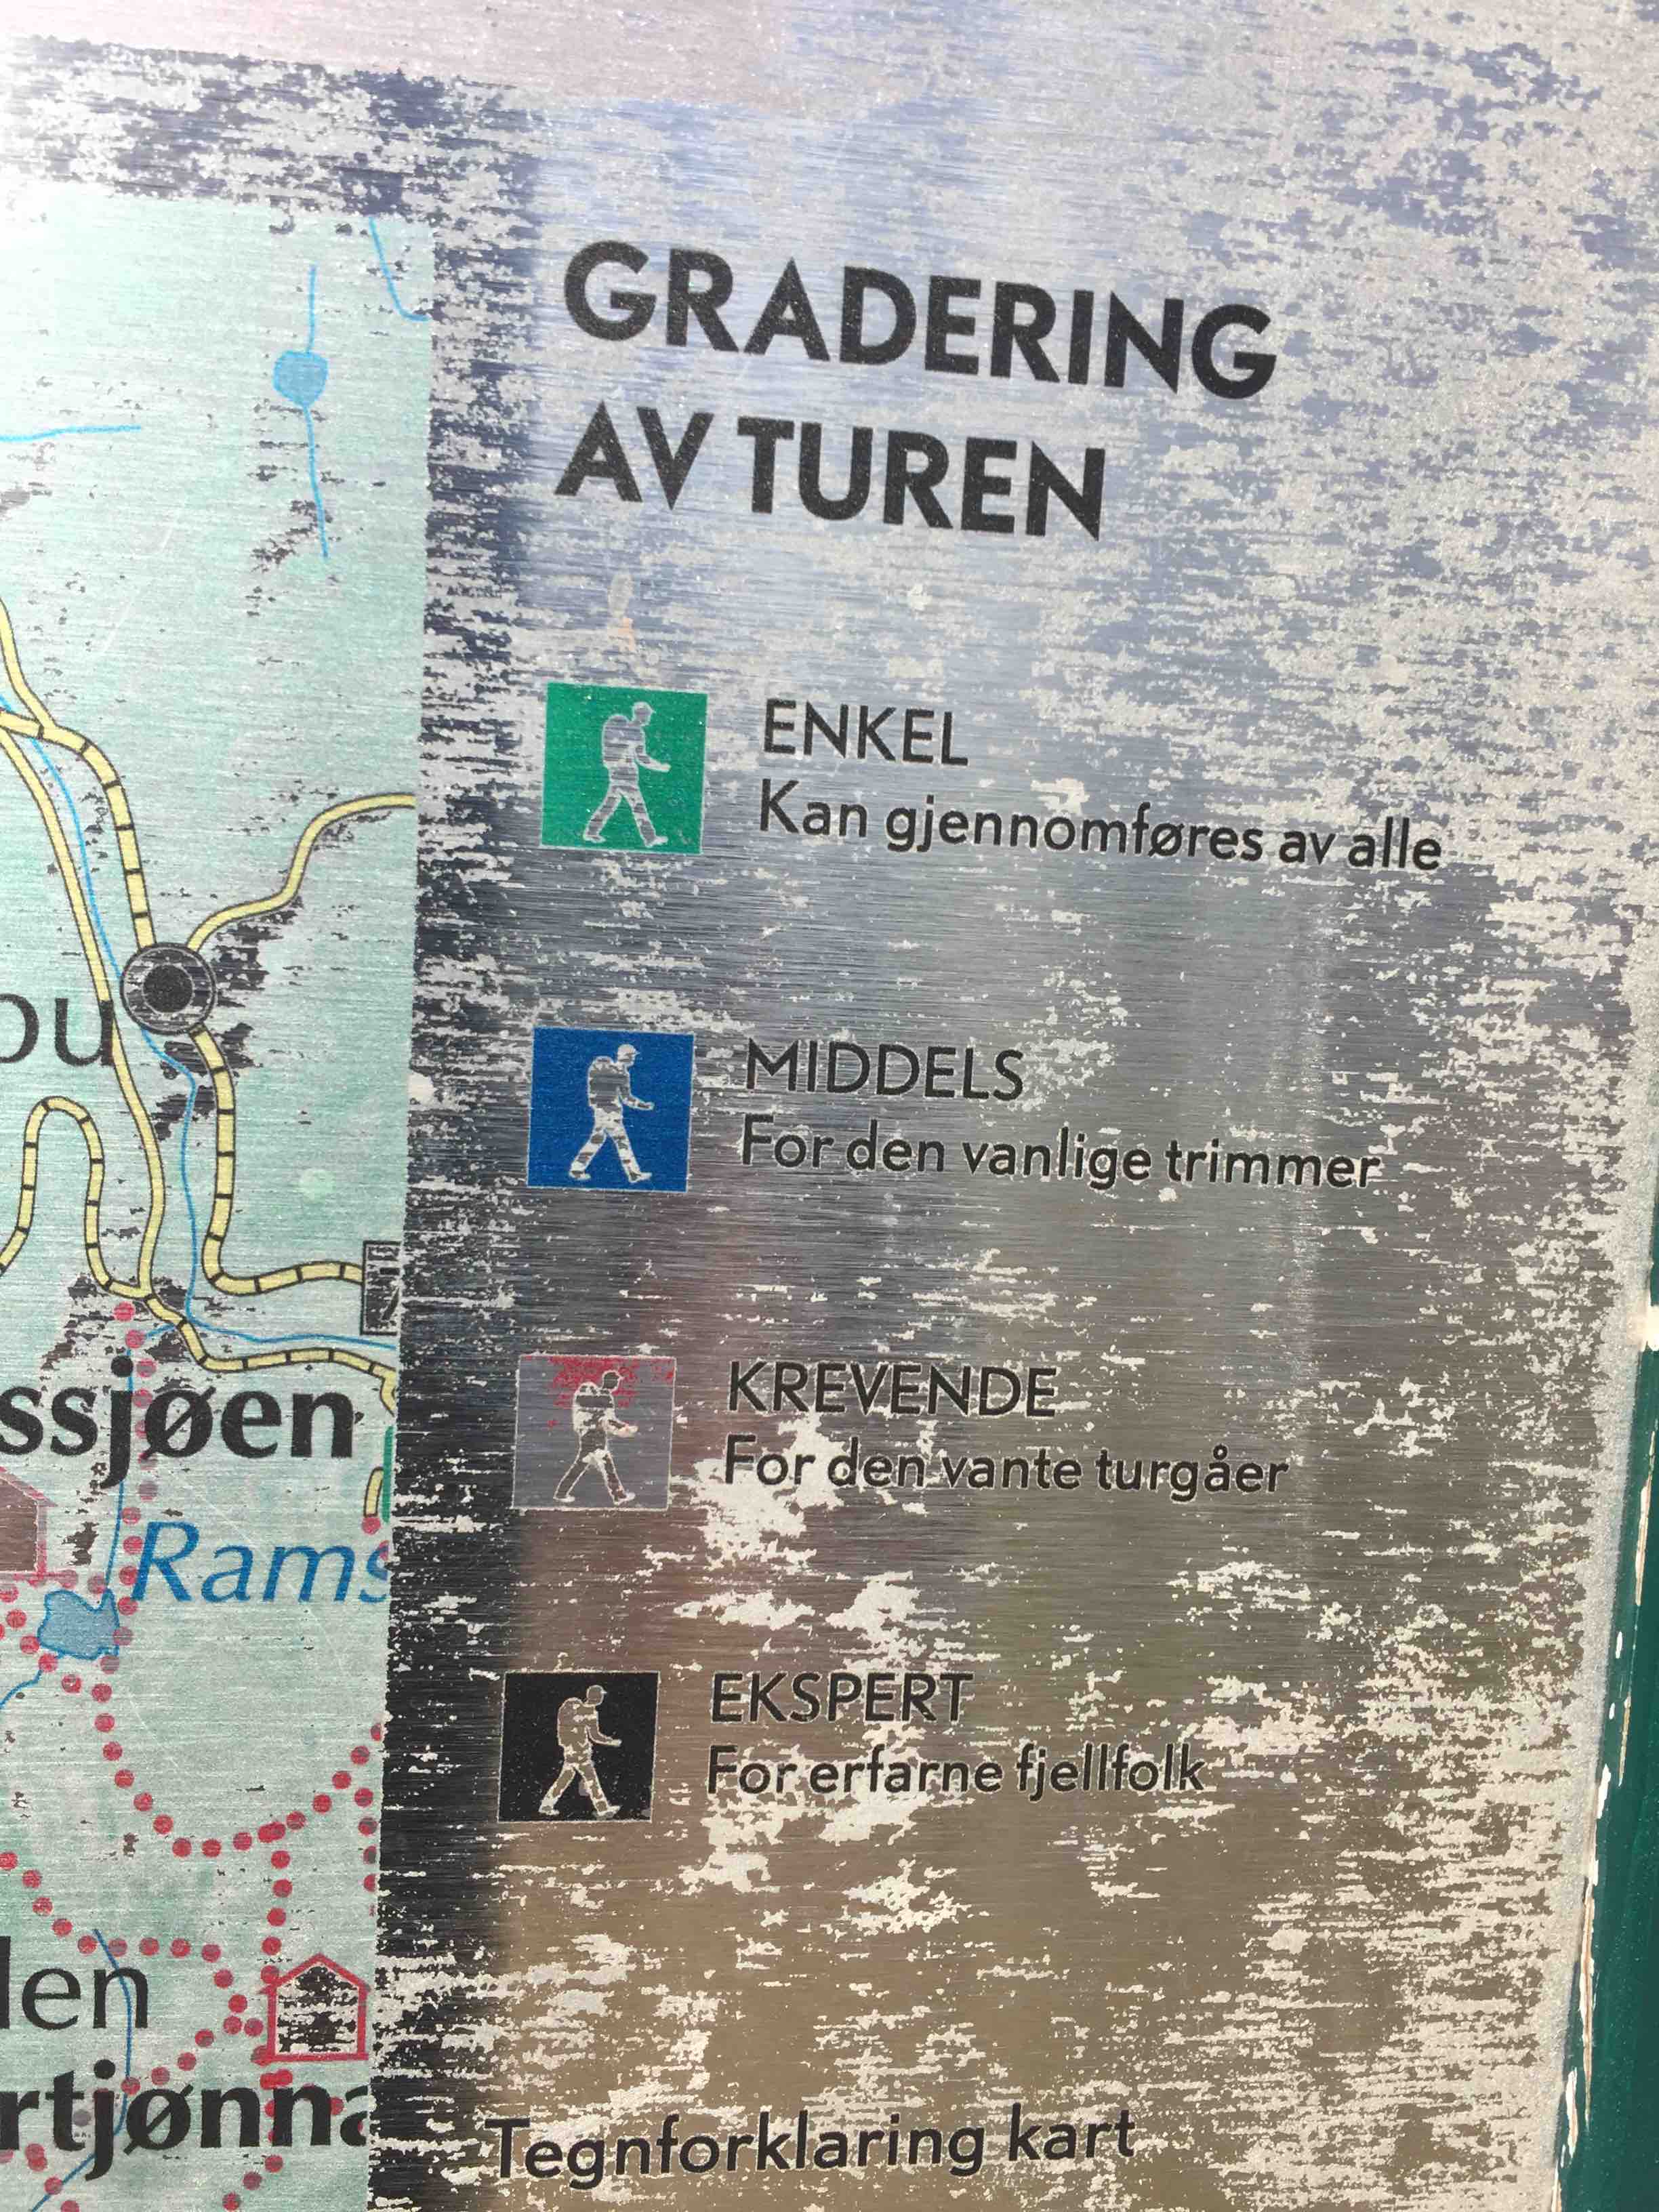 GRADERING
AV TUREN
ENKEL
Kan gjennomføres av alle
MIDDELS
For den vanlige trimmer
KREVENDE
For den vante turgåer
EKSPERT
For erfarne fjellfolk
Tegnforklaring kart
bu
ssjøen
Rams
len
rtjønna